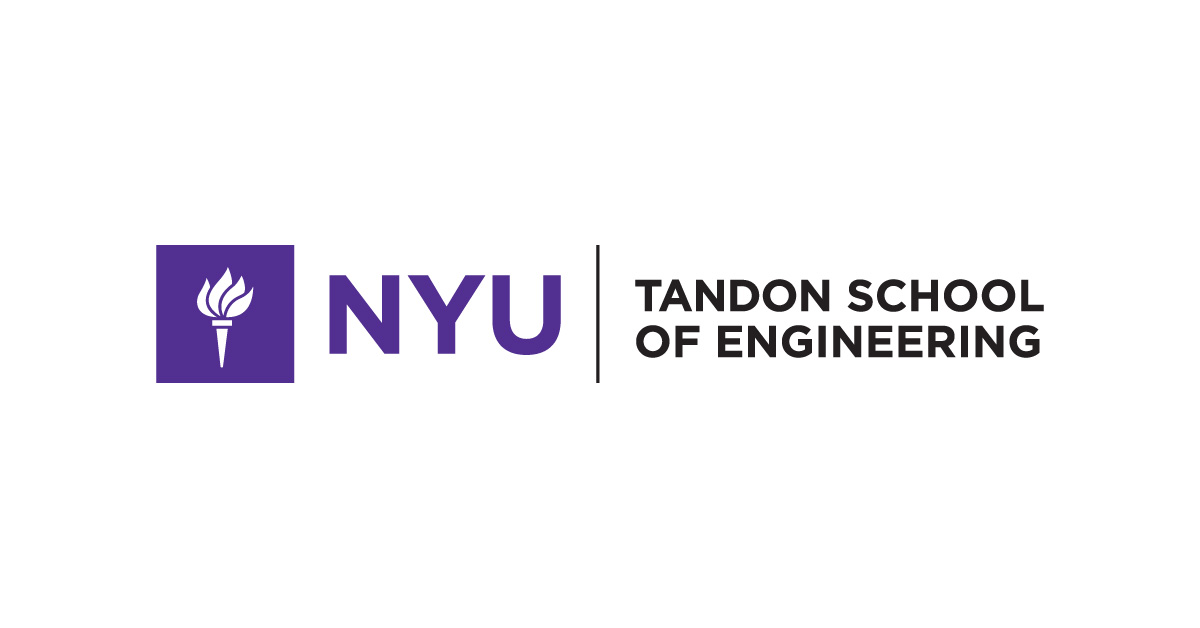 NYU
TANDON SCHOOL
OF ENGINEERING